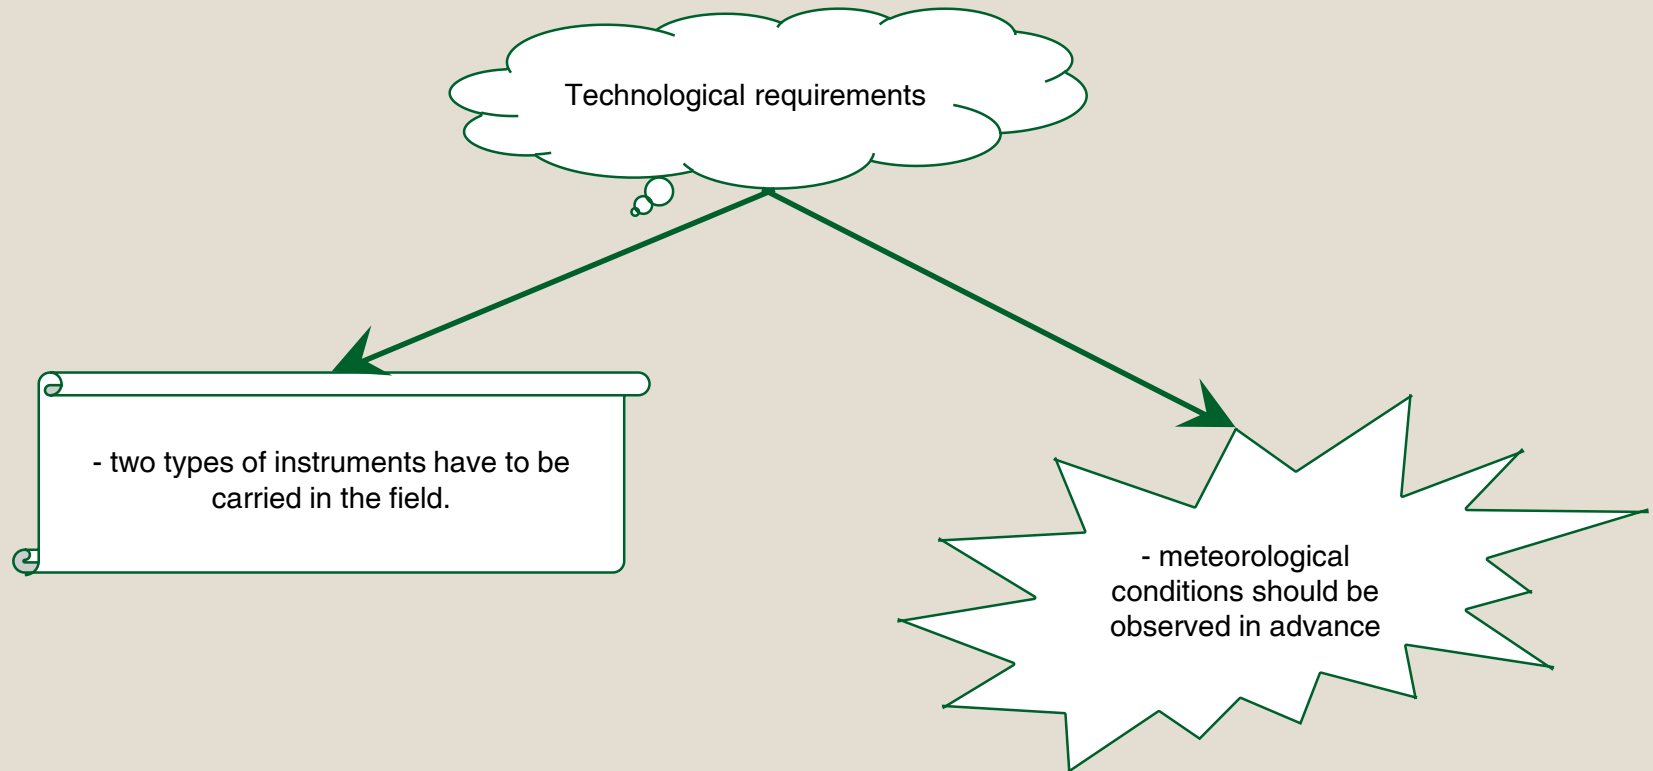 Technological requirements
- two types of instruments have to be
carried in the field.
- meteorological
conditions should be
observed in advance